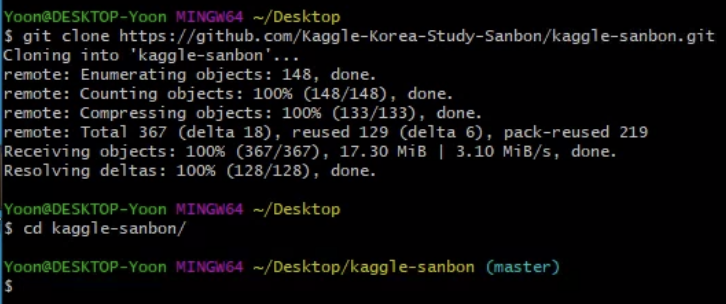 Yoon@DESKTOP-Yoon MINGW64 ~/Desktop
$ git clone https://github.com/Kaggle-Korea-Study-Sanbon/kaggle-sanbon.git
Cloning into 'kaggle-sanbon'...
remote: Enumerating objects: 148, done.
remote: Counting objects: 100% (148/148), done.
remote: Compressing objects: 100% (133/133), done.
remote: Total 367 (delta 18), reused 129 (delta 6), pack-reused 219
Receiving objects: 100% (367/367), 17.30 MiB | 3.10 MiB/s, done.
Resolving deltas: 100% (128/128), done.
Yoon@DESKTOP-Yoon MINGW64 ~/Desktop
$ cd kaggle-sanbon/
Yoon@DESKTOP-Yoon MINGW64 ~/Desktop/kaggle-sanbon (master)
$